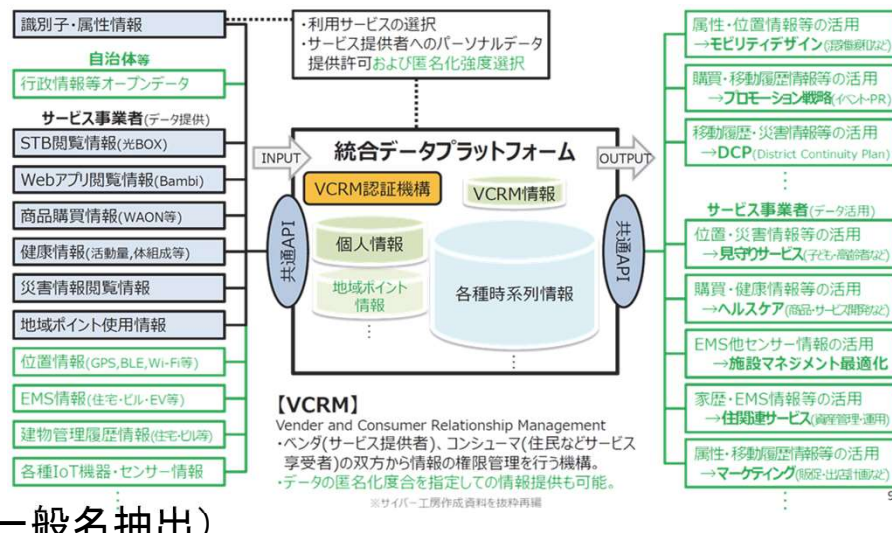 識別子・属性情報
自治体等
行政情報等オープンデータ
サービス事業者(データ提供)
STB閲覧情報(光BOX)
Webアプリ閲覧情報(Bambi)
商品購買情報(WAON等)
健康情報(活動量,体組成等)
災害情報閲覧情報
地域ポイント使用情報
位置情報(GPS,BLE,Wi-Fi等)
EMS情報(住宅・ビル・EV等)
建物管理履歴情報(住宅・ビル等)
各種IoT機器・センサー情報
・利用サービスの選択
・サービス提供者へのパーソナルデータ
提供許可および匿名化強度選択
INPUT
統合データプラットフォーム
OUTPUT
VCRM認証機構
VCRM情報
共通API
個人情報
地域ポイント
情報
各種時系列情報
共通API
【VCRM】
Vender and Consumer Relationship Management
・ベンダ(サービス提供者)、コンシューマ(住民などサービス
享受者)の双方から情報の権限管理を行う機構。
・データの匿名化度合を指定しての情報提供も可能。
※サイバー工房作成資料を抜粋再編
属性・位置情報等の活用
→モビリティデザイン
購買・移動履歴情報等の活用
→プロモーション戦略(イベント・PR)
移動履歴・災害情報等の活用
→DCP(District Continuity Plan)
サービス事業者(データ活用)
位置・災害情報等の活用
→見守りサービス(子ども・高齢者など)
購買・健康情報等の活用
→ヘルスケア(商品・サービス開発など)
EMS他センサー情報の活用
→施設マネジメント最適化
家歴・EMS情報等の活用
→住関連サービス(資産管理・運用)
属性・移動履歴情報等の活用
→マーケティング(販促・出店計画など)
9
一般名抽出)